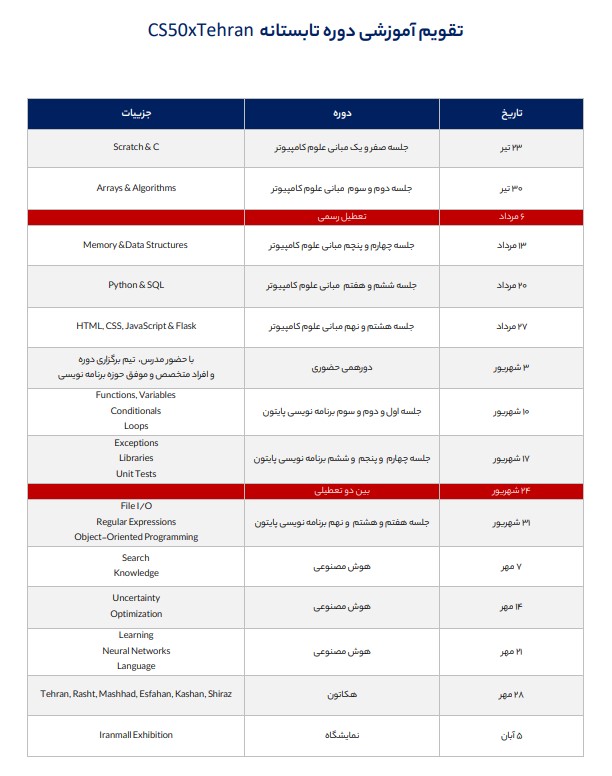 تقویم آموزشی دوره تابستانه CS50xTehran
تاریخ دوره جزییات
۲۳ تیر جلسه صفر و یک مبانی علوم کامپیوتر Scratch & C
۳۰ تیر جلسه دوم و سوم مبانی علوم کامپیوتر Arrays & Algorithms
۶ مرداد تعطیل رسمی
۱۳ مرداد جلسه چهارم و پنجم مبانی علوم کامپیوتر Memory &Data Structures
۲۰ مرداد جلسه ششم و هفتم مبانی علوم کامپیوتر Python & SQL
۲۷ مرداد جلسه هشتم و نهم مبانی علوم کامپیوتر HTML, CSS, JavaScript & Flask
۳ شهریور دورهمی حضوری با حضور مدرس، تیم برگزاری دوره
و افراد متخصص و موفق حوزه برنامه نویسی
۱۰ شهریور جلسه اول و دوم و سوم برنامه نویسی پایتون Functions, Variables
Conditionals
Loops
۱۷ شهریور جلسه چهارم و پنجم و ششم برنامه نویسی پایتون Exceptions
Libraries
Unit Tests
۲۴ شهریور بین دو تعطیلی
۳۱ شهریور جلسه هفتم و هشتم و نهم برنامه نویسی پایتون File I/O
Regular Expressions
Object-Oriented Programming
۷ مهر هوش مصنوعی Search
Knowledge
۱۴ مهر هوش مصنوعی Uncertainty
Optimization
۲۱ مهر هوش مصنوعی Learning
Neural Networks
Language
۲۸ مهر هکاتون Tehran, Rasht, Mashhad, Esfahan, Kashan, Shiraz
۵ آبان نمایشگاه Iranmall Exhibition